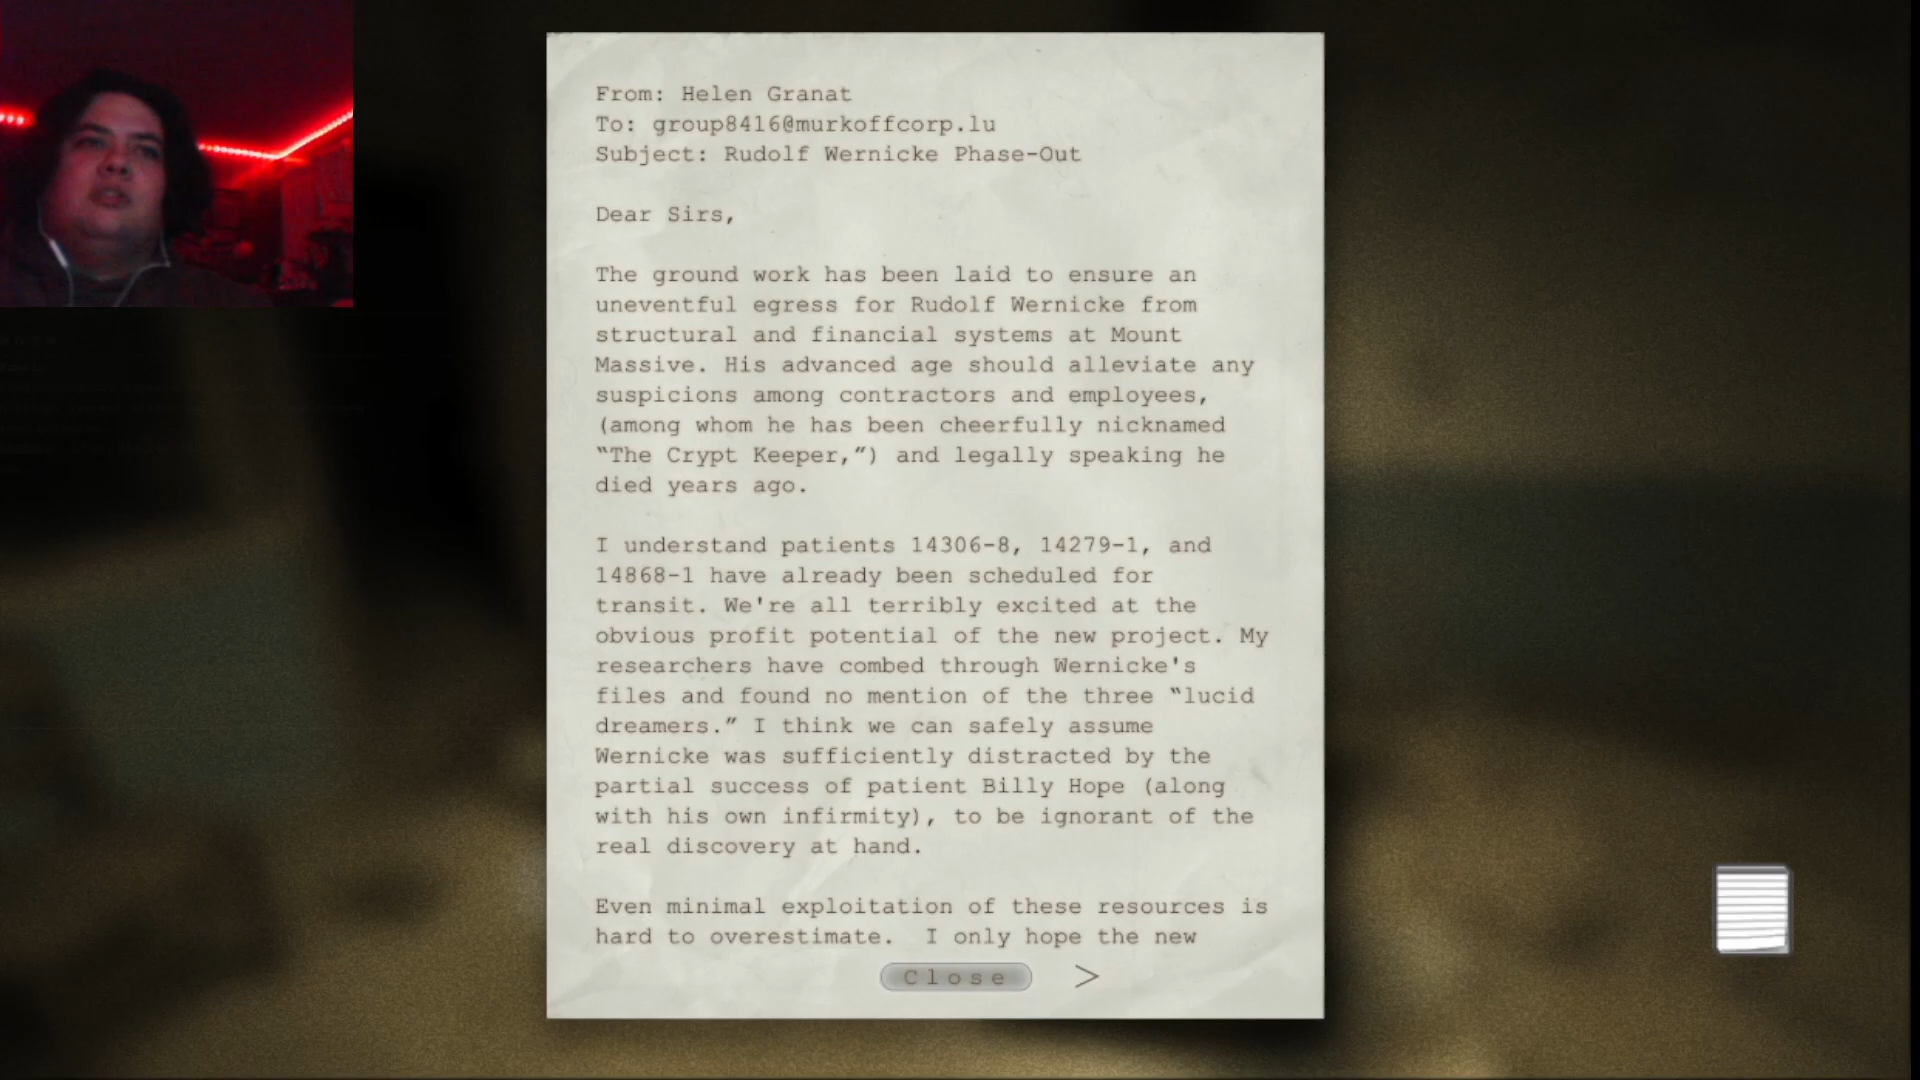 From: Helen Granat
To: group8416@murkoffcorp.lu
Subject: Rudolf Wernicke Phase-Out
Dear Sirs,
The ground work has been laid to ensure an
uneventful egress for Rudolf Wernicke from
structural and financial systems at Mount
Massive. His advanced age should alleviate any
suspicions among contractors and employees,
(among whom he has been cheerfully nicknamed
“The Crypt Keeper,”) and legally speaking he
died years ago.
I understand patients 14306-8, 14279-1, and
14868-1 have already been scheduled for
transit. We're all terribly excited at the
obvious profit potential of the new project. My
researchers have combed through Wernicke's
files and found no mention of the three “lucid
dreamers.” I think we can safely assume
Wernicke was sufficiently distracted by the
partial success of patient Billy Hope (along
with his own infirmity), to be ignorant of the
real discovery at hand.
Even minimal exploitation of these resources is
hard to overestimate.  I only hope the new
Close >